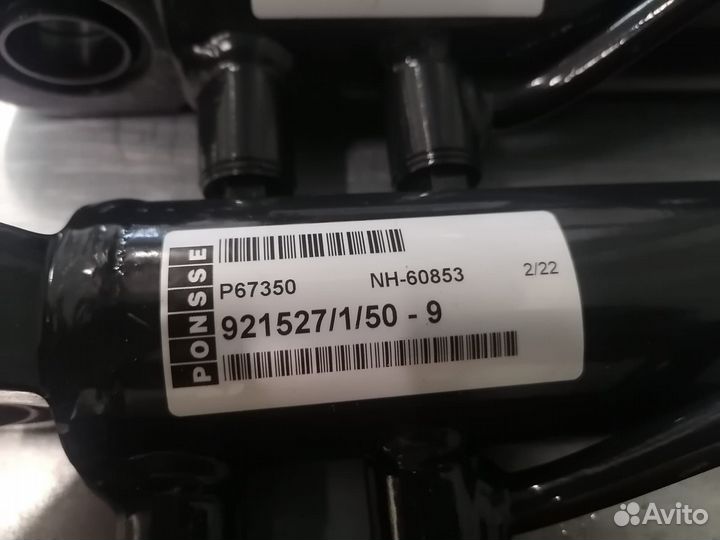 PONSSE
P67350 NH-60853 2/22
921527/1/50 - 9
Avito